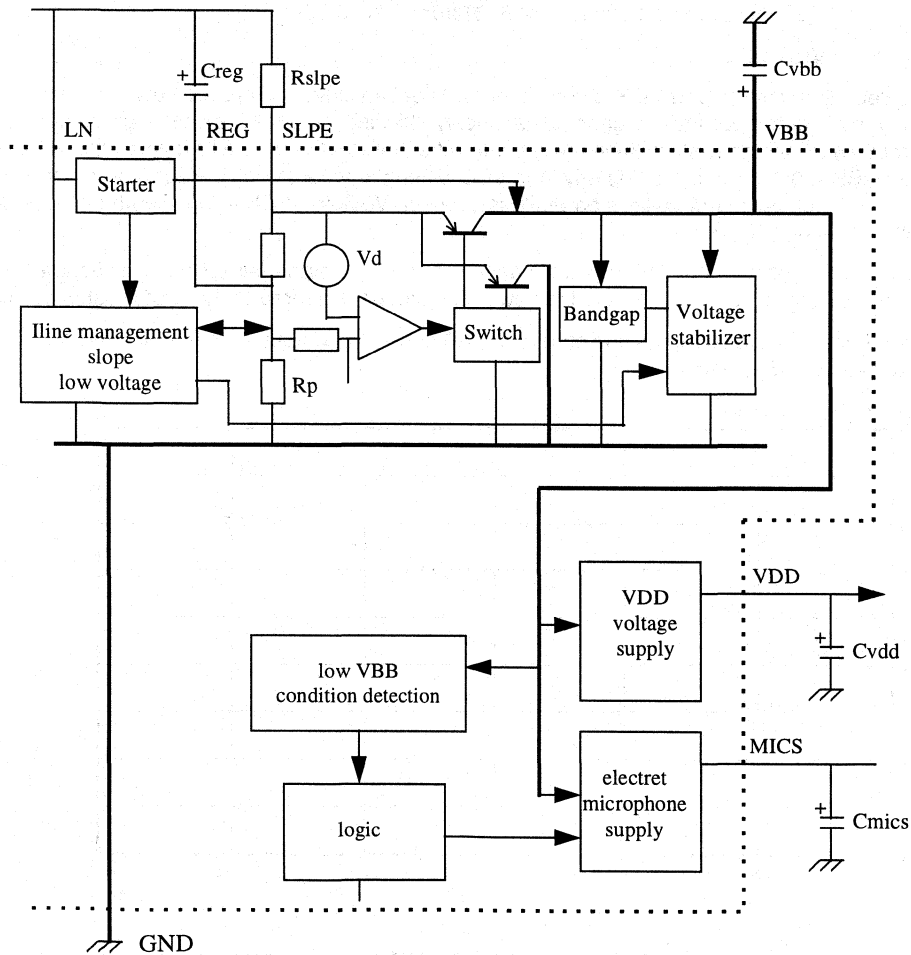 Creg
Rslpe
Cvbb
+
+
LN
REG
SLPE
VBB
Starter
Vd
Iline management
slope
low voltage
Rp
Switch
Bandgap
Voltage
stabilizer
VDD
VDD
voltage
supply
+
Cvdd
low VBB
condition detection
MICS
electret
microphone
supply
+
Cmics
logic
GND